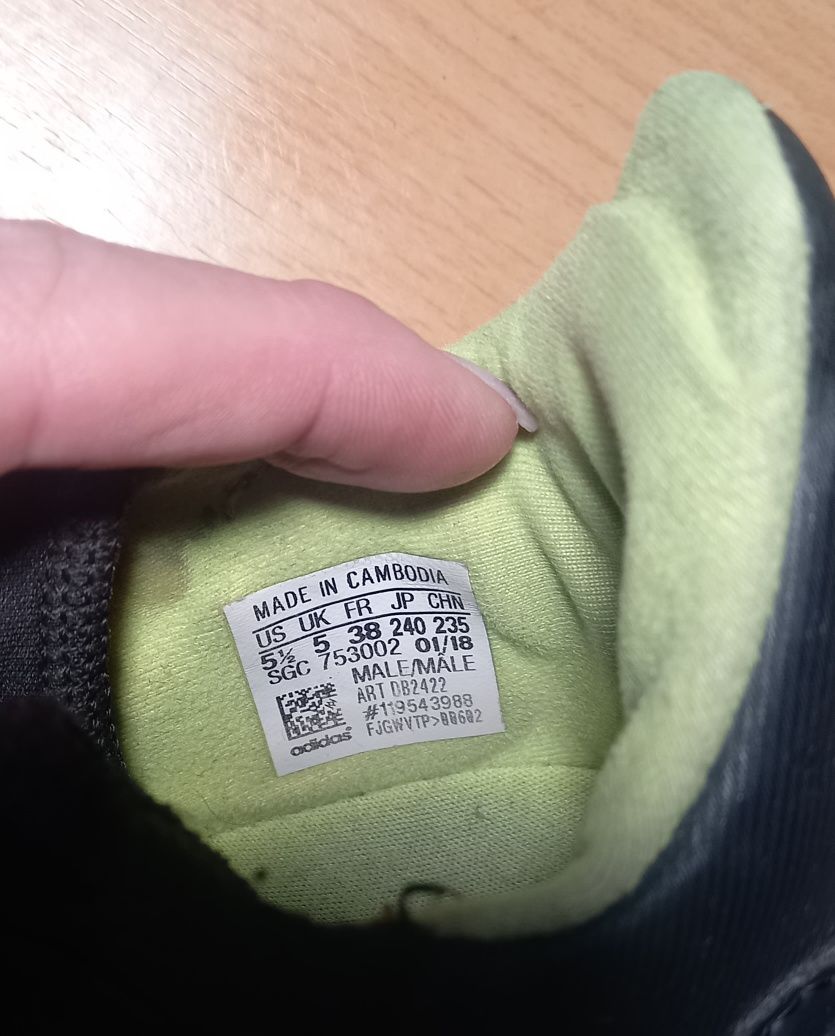 MADE IN CAMBODIA
US UK FR JP CHN
5½ 5 38 240 235
SGC 753002 01/18
MALE/MÂLE
ART DB2422
#119543988
FJGWVTP>00602
adidas®